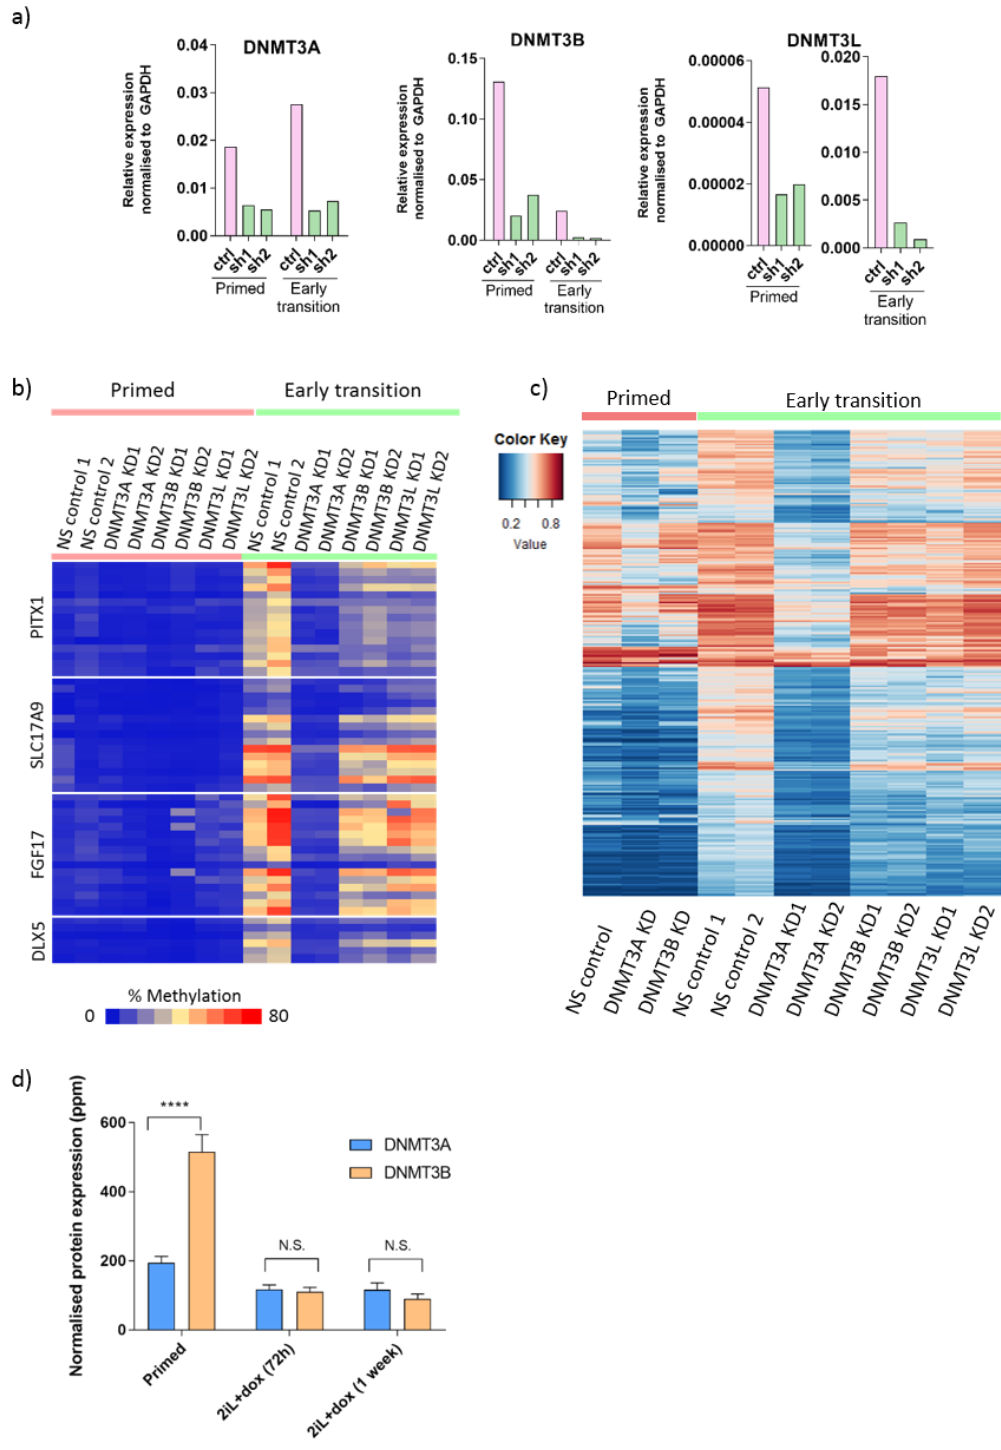 a)
DNMT3A
DNMT3B
DNMT3L
Relative expression
normalised to GAPDH
0.04
0.03
0.02
0.01
0.00
ctrl
sh1
sh2
ctrl
sh1
sh2
Primed
Early
transition
Relative expression
normalised to GAPDH
0.15
0.10
0.05
0.00
ctrl
sh1
sh2
ctrl
sh1
sh2
Primed
Early
transition
Relative expression
normalised to GAPDH
0.00006
0.00004
0.00002
0.00000
ctrl
sh1
sh2
Primed
0.020
0.015
0.010
0.005
0.000
ctrl
sh1
sh2
Early
transition
b)
Primed
Early transition
NS control 1
NS control 2
DNMT3A KD1
DNMT3A KD2
DNMT3B KD1
DNMT3B KD2
DNMT3L KD1
DNMT3L KD2
NS control 1
NS control 2
DNMT3A KD1
DNMT3A KD2
DNMT3B KD1
DNMT3B KD2
DNMT3L KD1
DNMT3L KD2
PITX1
SLC17A9
FGF17
DLX5
% Methylation
0
80
c)
Primed
Early transition
Color Key
0.2
0.8
Value
NS control
DNMT3A KD
DNMT3B KD
NS control 1
NS control 2
DNMT3A KD1
DNMT3A KD2
DNMT3B KD1
DNMT3B KD2
DNMT3L KD1
DNMT3L KD2
d)
Normalised protein expression (ppm)
600
400
200
0
****
N.S.
N.S.
DNMT3A
DNMT3B
Primed
2iL+dox (72h)
2iL+dox (1 week)